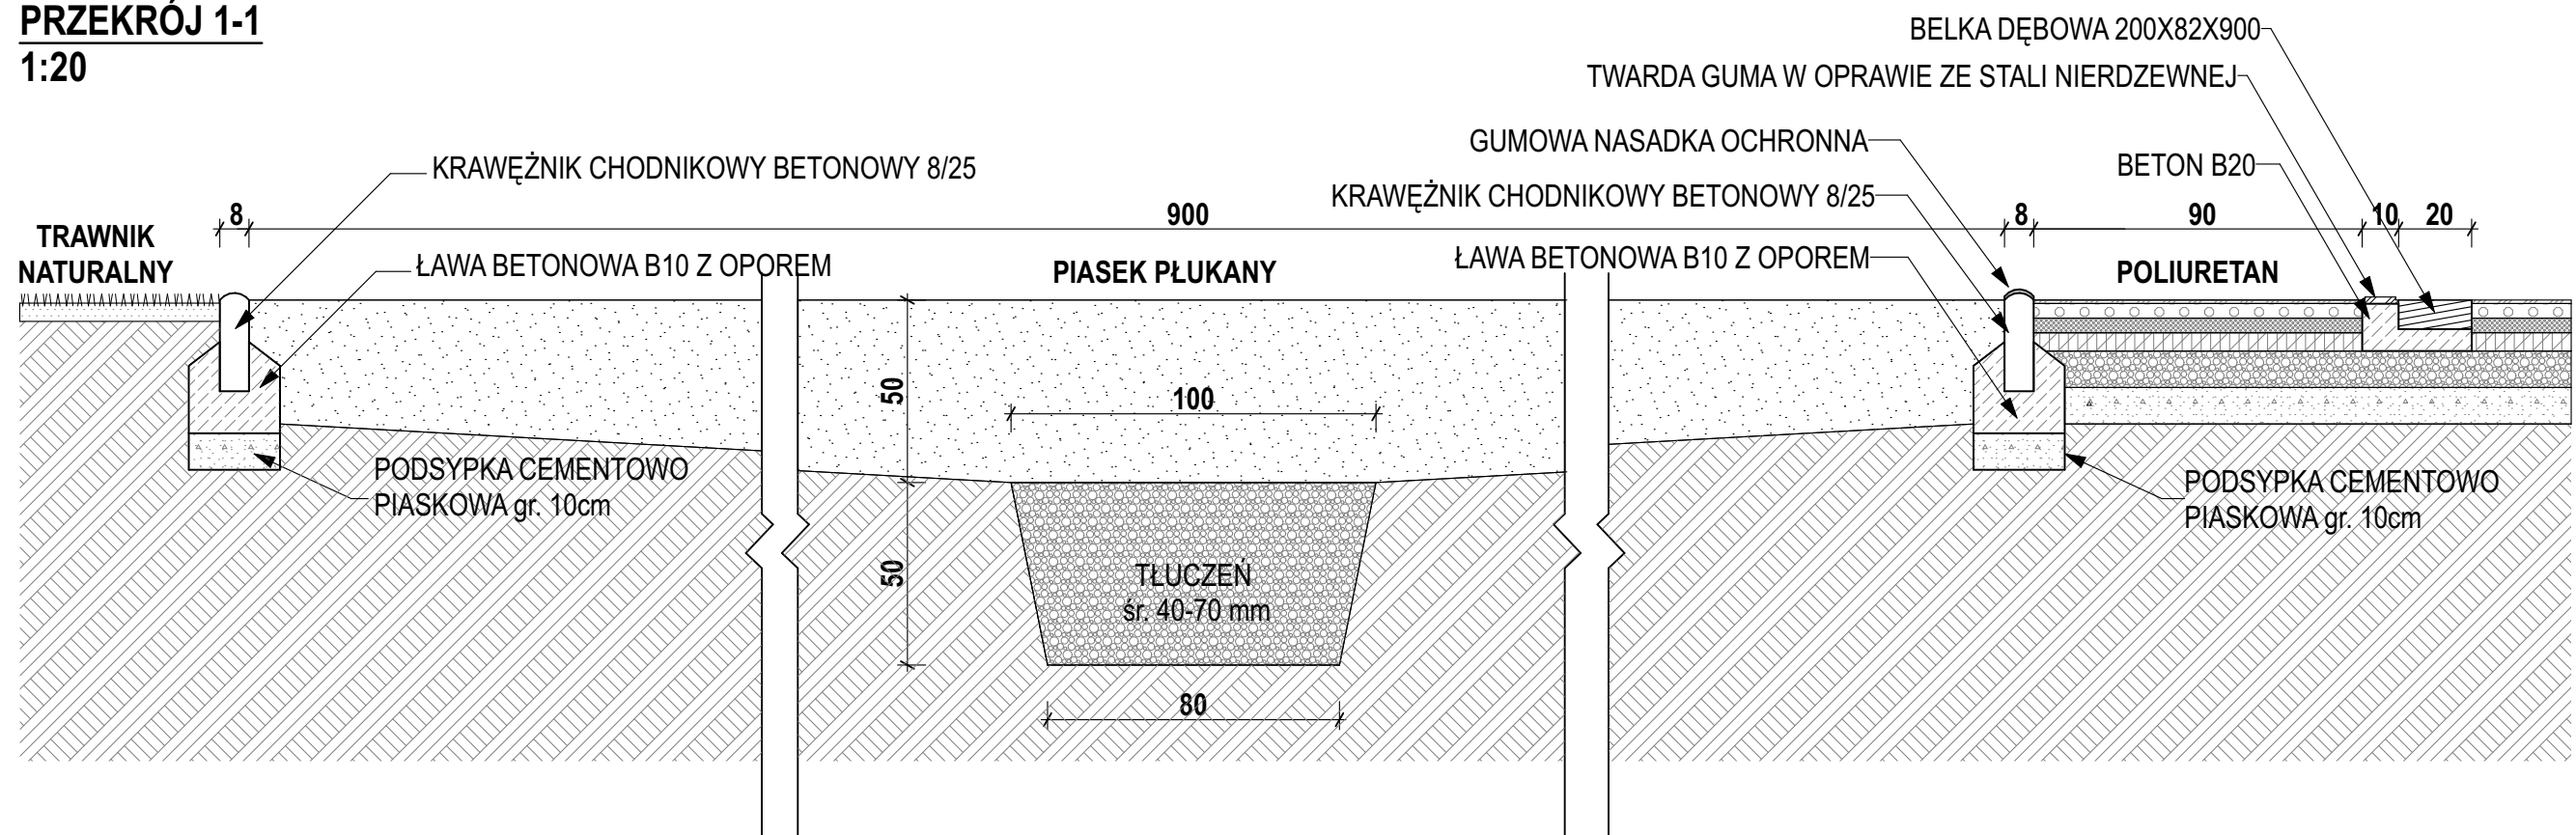 PRZEKRÓJ 1-1
1:20
BELKA DĘBOWA 200X82X900
TWARDA GUMA W OPRAWIE ZE STALI NIERDZEWNEJ
GUMOWA NASADKA OCHRONNA
BETON B20
KRAWĘŻNIK CHODNIKOWY BETONOWY 8/25
KRAWĘŻNIK CHODNIKOWY BETONOWY 8/25
8
900
8
90
10
20
TRAWNIK
NATURALNY
ŁAWA BETONOWA B10 Z OPOREM
PIASEK PŁUKANY
ŁAWA BETONOWA B10 Z OPOREM
POLIURETAN
50
100
PODSYPKA CEMENTOWO
PIASKOWA gr. 10cm
PODSYPKA CEMENTOWO
PIASKOWA gr. 10cm
50
TŁUCZEŃ
śr. 40-70 mm
80